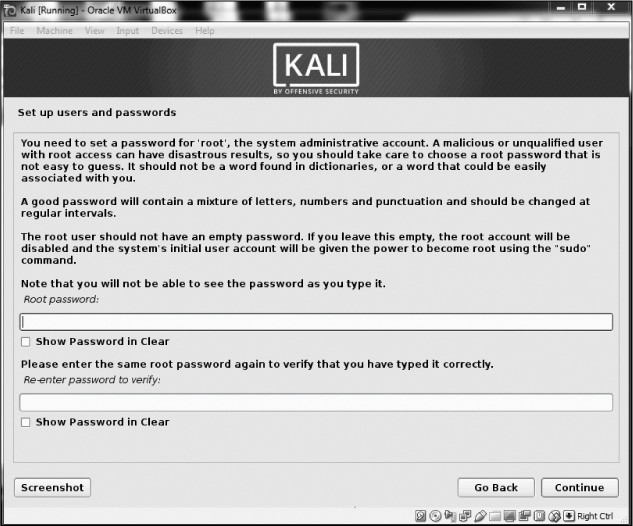 Kali [Running] - Oracle VM VirtualBox
File Machine View Input Devices Help
KALI
BY OFFENSIVE SECURITY
Set up users and passwords
You need to set a password for 'root', the system administrative account. A malicious or unqualified user
with root access can have disastrous results, so you should take care to choose a root password that is
not easy to guess. It should not be a word found in dictionaries, or a word that could be easily
associated with you.
A good password will contain a mixture of letters, numbers and punctuation and should be changed at
regular intervals.
The root user should not have an empty password. If you leave this empty, the root account will be
disabled and the system's initial user account will be given the power to become root using the "sudo"
command.
Note that you will not be able to see the password as you type it.
Root password:
Show Password in Clear
Please enter the same root password again to verify that you have typed it correctly.
Re-enter password to verify:
Show Password in Clear
Screenshot
Go Back
Continue
Right Ctrl